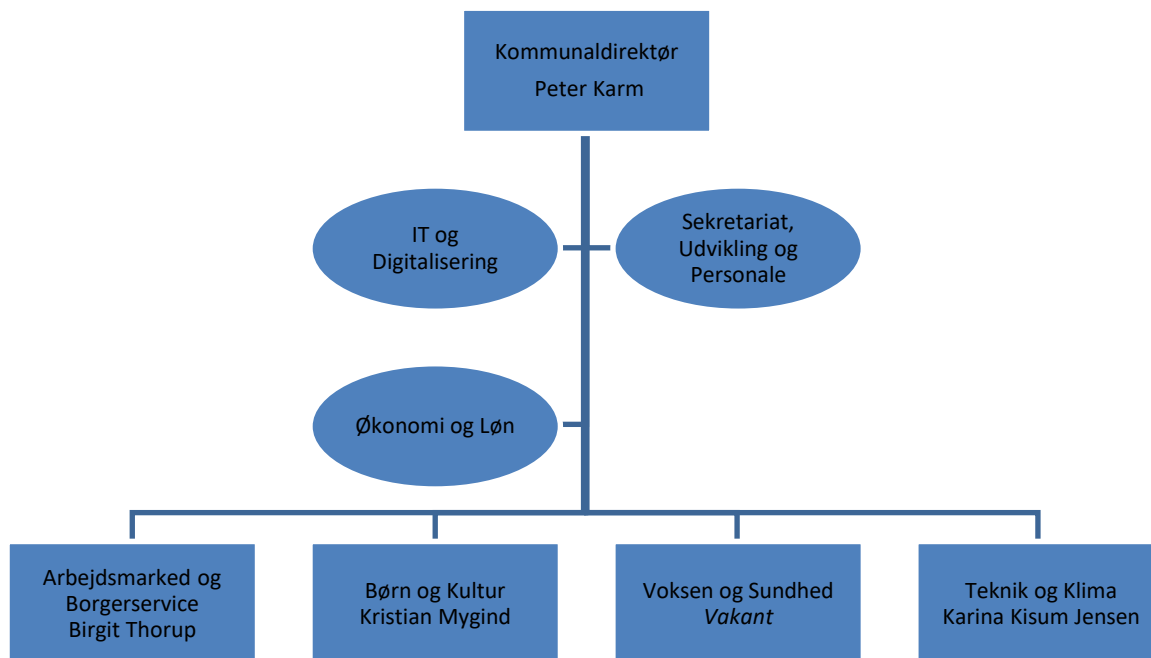 Kommunaldirektør
Peter Karm
IT og
Digitalisering
Sekretariat,
Udvikling og
Personale
Økonomi og Løn
Arbejdsmarked og
Borgerservice
Birgit Thorup
Børn og Kultur
Kristian Mygind
Voksen og Sundhed
Vakant
Teknik og Klima
Karina Kisum Jensen